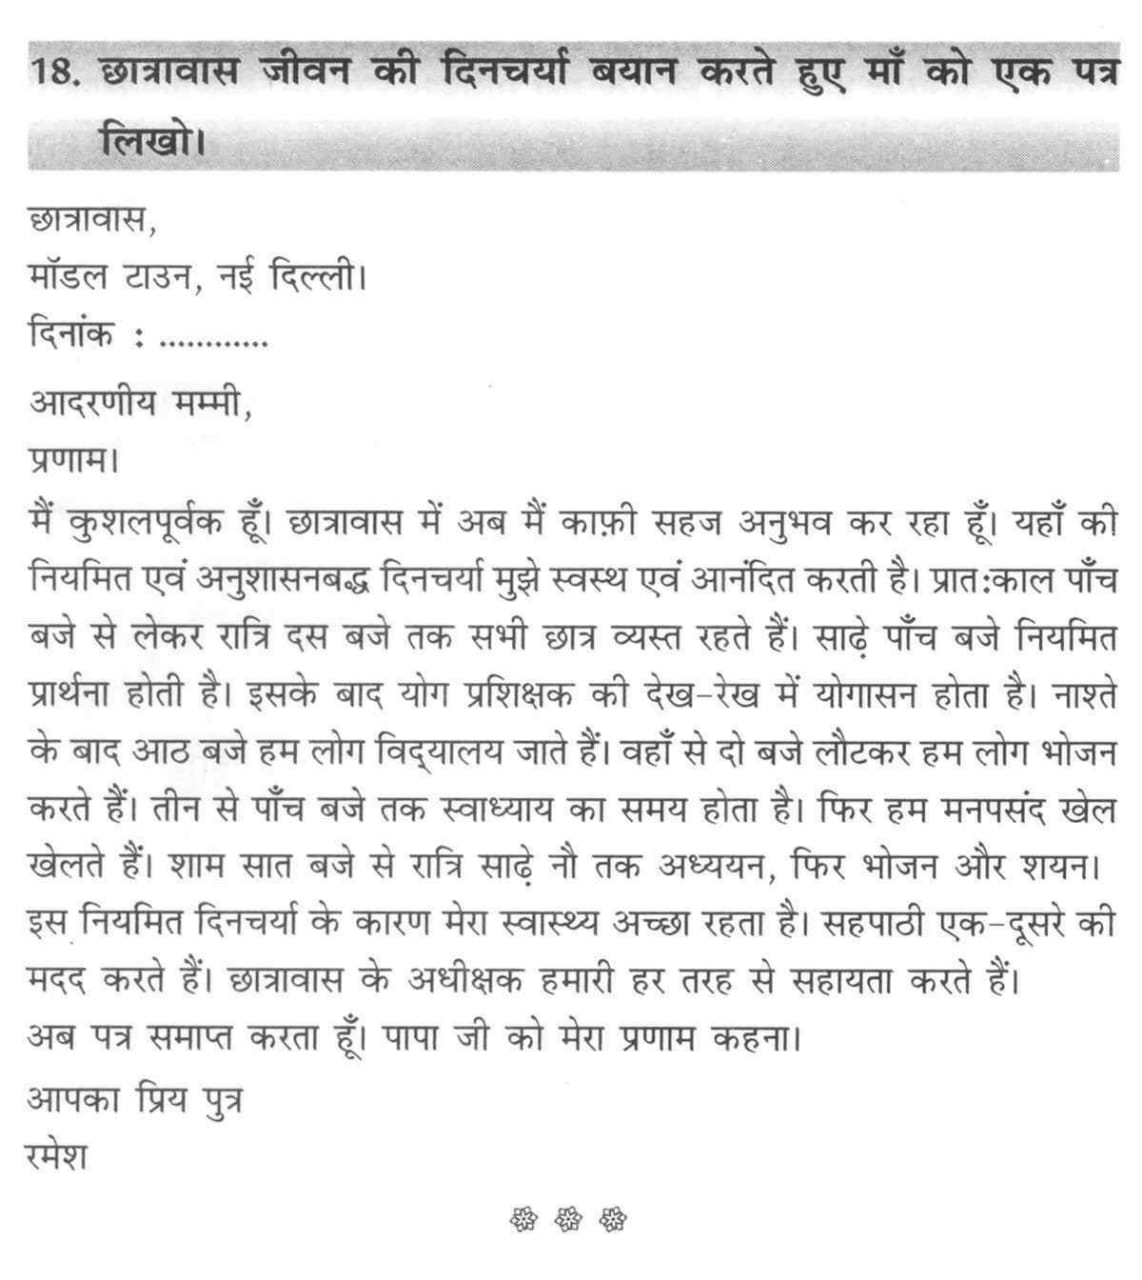 18. छात्रावास जीवन की दिनचर्या बयान करते हुए माँ को एक पत्र
लिखो।
छात्रावास,
मॉडल टाउन, नई दिल्ली।
दिनांक : ............
आदरणीय मम्मी,
प्रणाम।
मैं कुशलपूर्वक हूँ। छात्रावास में अब मैं काफ़ी सहज अनुभव कर रहा हूँ। यहाँ की
नियमित एवं अनुशासनबद्ध दिनचर्या मुझे स्वस्थ एवं आनंदित करती है। प्रात:काल पाँच
बजे से लेकर रात्रि दस बजे तक सभी छात्र व्यस्त रहते हैं। साढ़े पाँच बजे नियमित
प्रार्थना होती है। इसके बाद योग प्रशिक्षक की देख-रेख में योगासन होता है। नाश्ते
के बाद आठ बजे हम लोग विद्‌यालय जाते हैं। वहाँ से दो बजे लौटकर हम लोग भोजन
करते हैं। तीन से पाँच बजे तक स्वाध्याय का समय होता है। फिर हम मनपसंद खेल
खेलते हैं। शाम सात बजे से रात्रि साढ़े नौ तक अध्ययन, फिर भोजन और शयन।
इस नियमित दिनचर्या के कारण मेरा स्वास्थ्य अच्छा रहता है। सहपाठी एक-दूसरे की
मदद करते हैं। छात्रावास के अधीक्षक हमारी हर तरह से सहायता करते हैं।
अब पत्र समाप्त करता हूँ। पापा जी को मेरा प्रणाम कहना।
आपका प्रिय पुत्र
रमेश